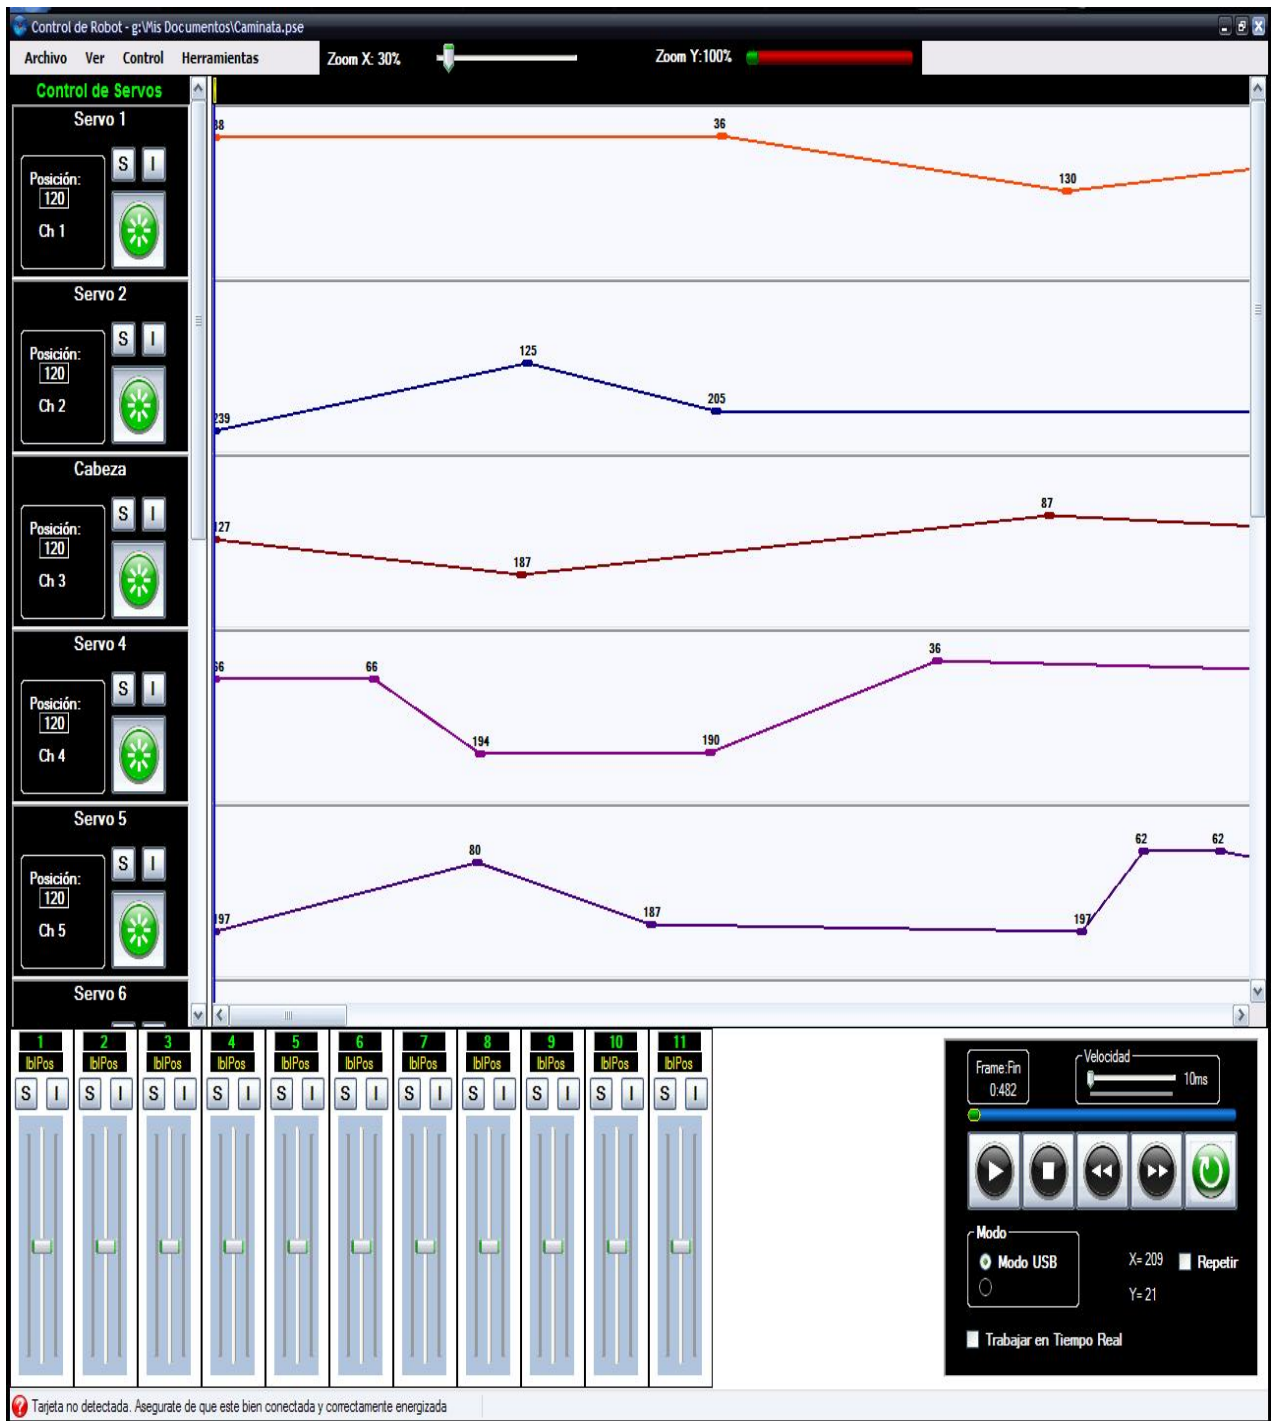 Control de Robot - g:\Mis Documentos\Caminata.pse
Archivo Ver Control Herramientas Zoom X: 30% Zoom Y:100%
Control de Servos
Servo 1
S I
Posición:
120
Ch 1
38 36 130
Servo 2
S I
Posición:
120
Ch 2
239 125 205
Cabeza
S I
Posición:
120
Ch 3
127 187 87
Servo 4
S I
Posición:
120
Ch 4
66 66 194 190 36
Servo 5
S I
Posición:
120
Ch 5
197 80 187 197 62 62
Servo 6
1 2 3 4 5 6 7 8 9 10 11
lblPos lblPos lblPos lblPos lblPos lblPos lblPos lblPos lblPos lblPos lblPos
S I S I S I S I S I S I S I S I S I S I S I
Frame:Fin
0:482
Velocidad
10ms
Modo
Modo USB
X= 209
Repetir
Y= 21
Trabajar en Tiempo Real
Tarjeta no detectada. Asegurate de que este bien conectada y correctamente energizada